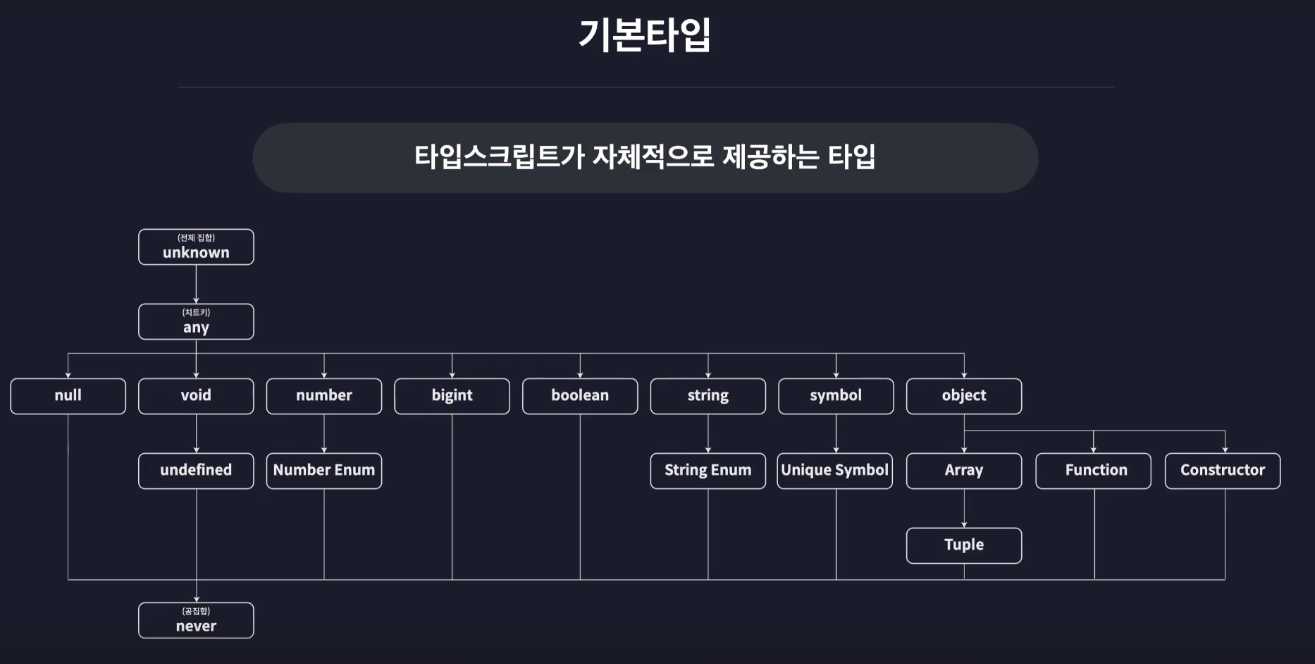 기본타입
타입스크립트가 자체적으로 제공하는 타입
(전체 집합)
unknown
(치트키)
any
null
void
number
bigint
boolean
string
symbol
object
undefined
Number Enum
String Enum
Unique Symbol
Array
Function
Constructor
Tuple
(공집합)
never